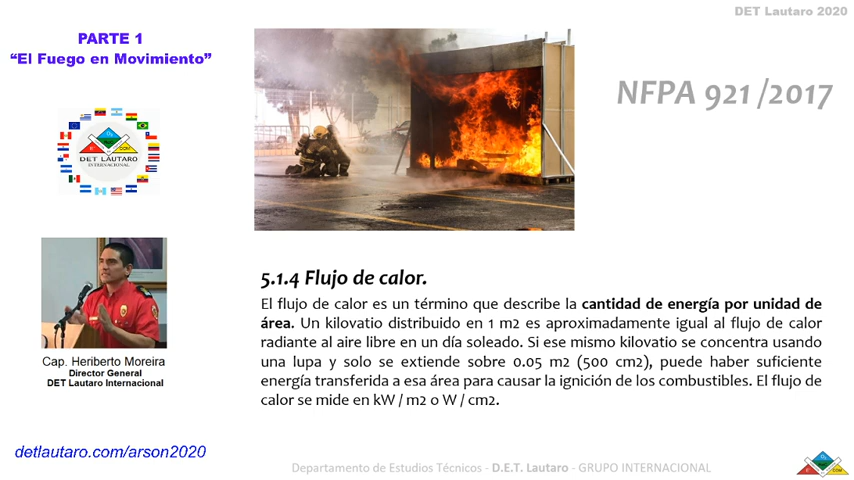 DET Lautaro 2020
PARTE 1
“El Fuego en Movimiento”
NFPA 921 /2017
DET LAUTARO
INTERNACIONAL
5.1.4 Flujo de calor.
El flujo de calor es un término que describe la cantidad de energía por unidad de
área. Un kilovatio distribuido en 1 m2 es aproximadamente igual al flujo de calor
radiante al aire libre en un día soleado. Si ese mismo kilovatio se concentra usando
una lupa y solo se extiende sobre 0.05 m2 (500 cm2), puede haber suficiente
energía transferida a esa área para causar la ignición de los combustibles. El flujo de
calor se mide en kW / m2 o W / cm2.
Cap. Heriberto Moreira
Director General
DET Lautaro Internacional
detlautaro.com/arson2020
Departamento de Estudios Técnicos - D.E.T. Lautaro - GRUPO INTERNACIONAL